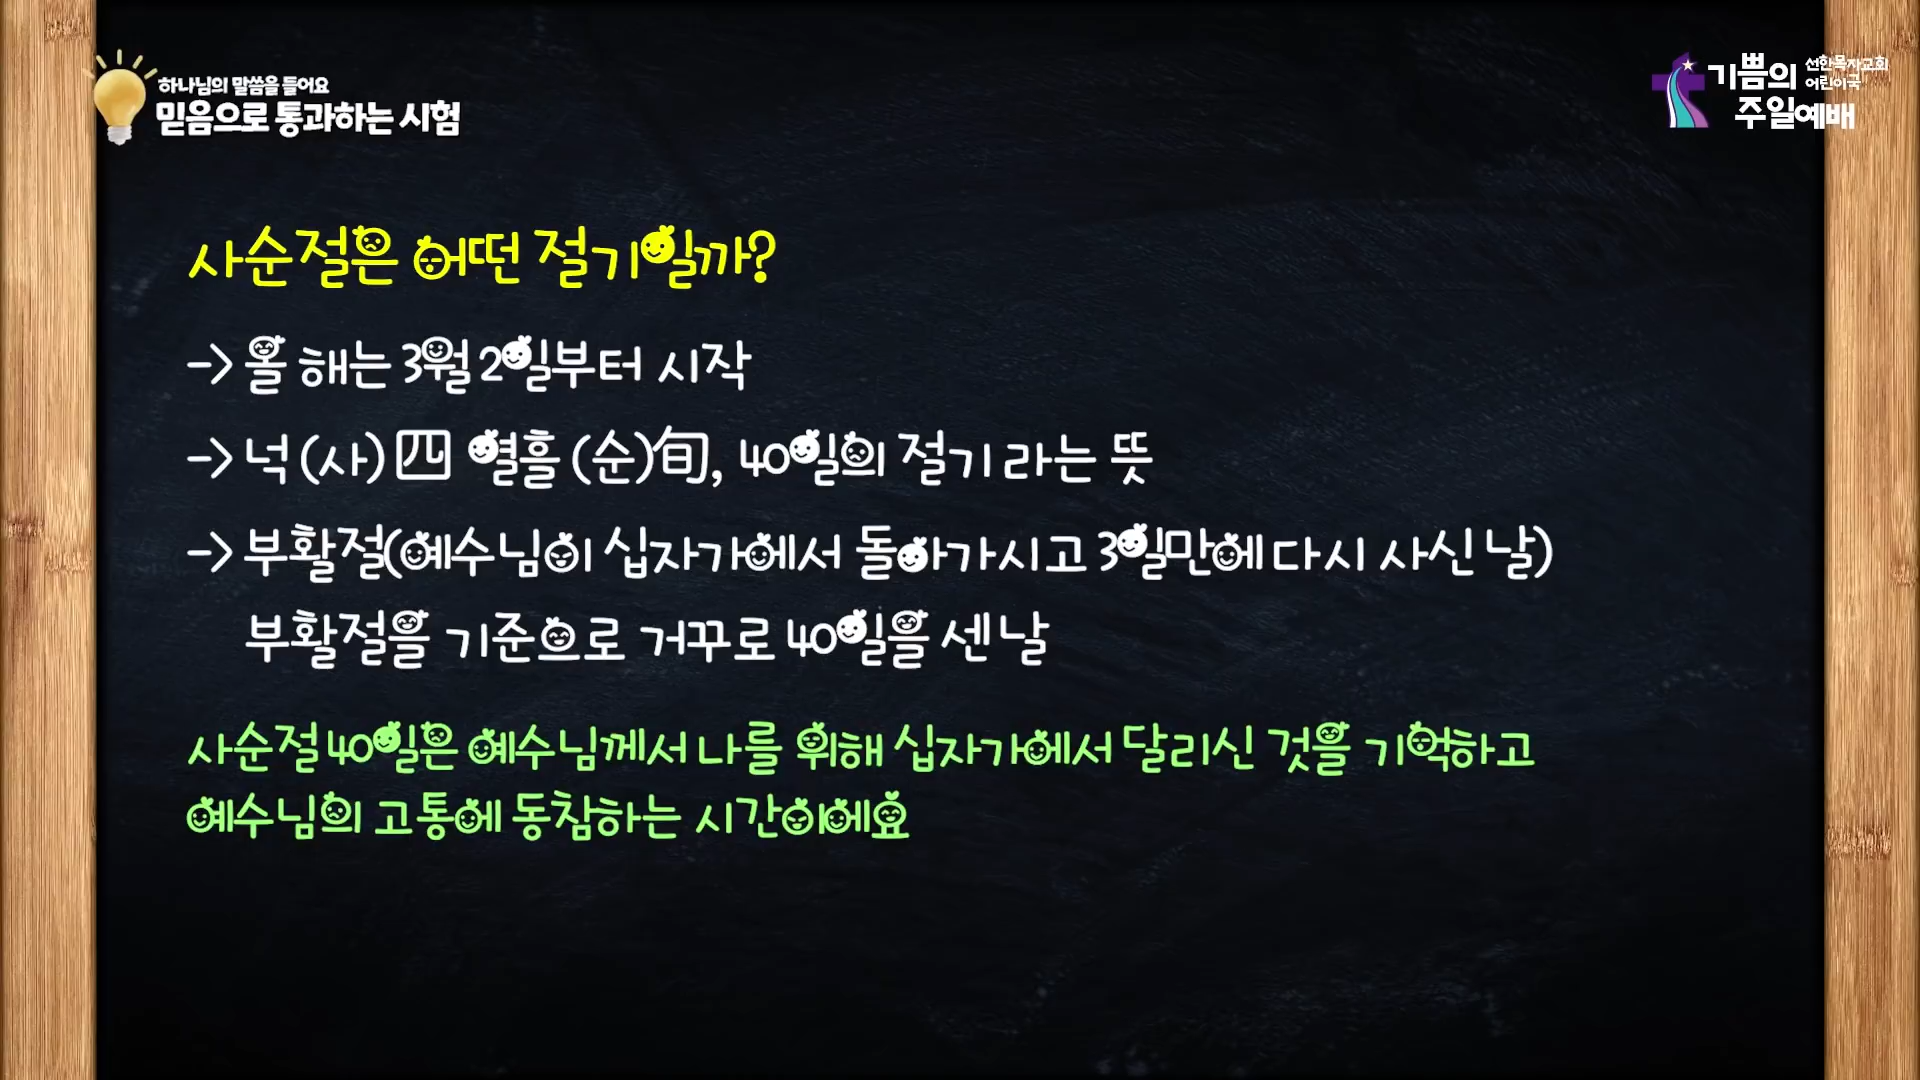 하나님의 말씀을 들어요
믿음으로 통과하는 시험
기쁨의 선한목자교회 어린이국
주일예배
사순절은 어떤 절기일까?
-> 올 해는 3월 2일부터 시작
-> 넉 (사) 四 열흘 (순)旬, 40일의 절기 라는 뜻
-> 부활절(예수님이 십자가에서 돌아가시고 3일만에 다시 사신 날)
부활절을 기준으로 거꾸로 40일을 센 날
사순절 40일은 예수님께서 나를 위해 십자가에서 달리신 것을 기억하고
예수님의 고통에 동참하는 시간이에요